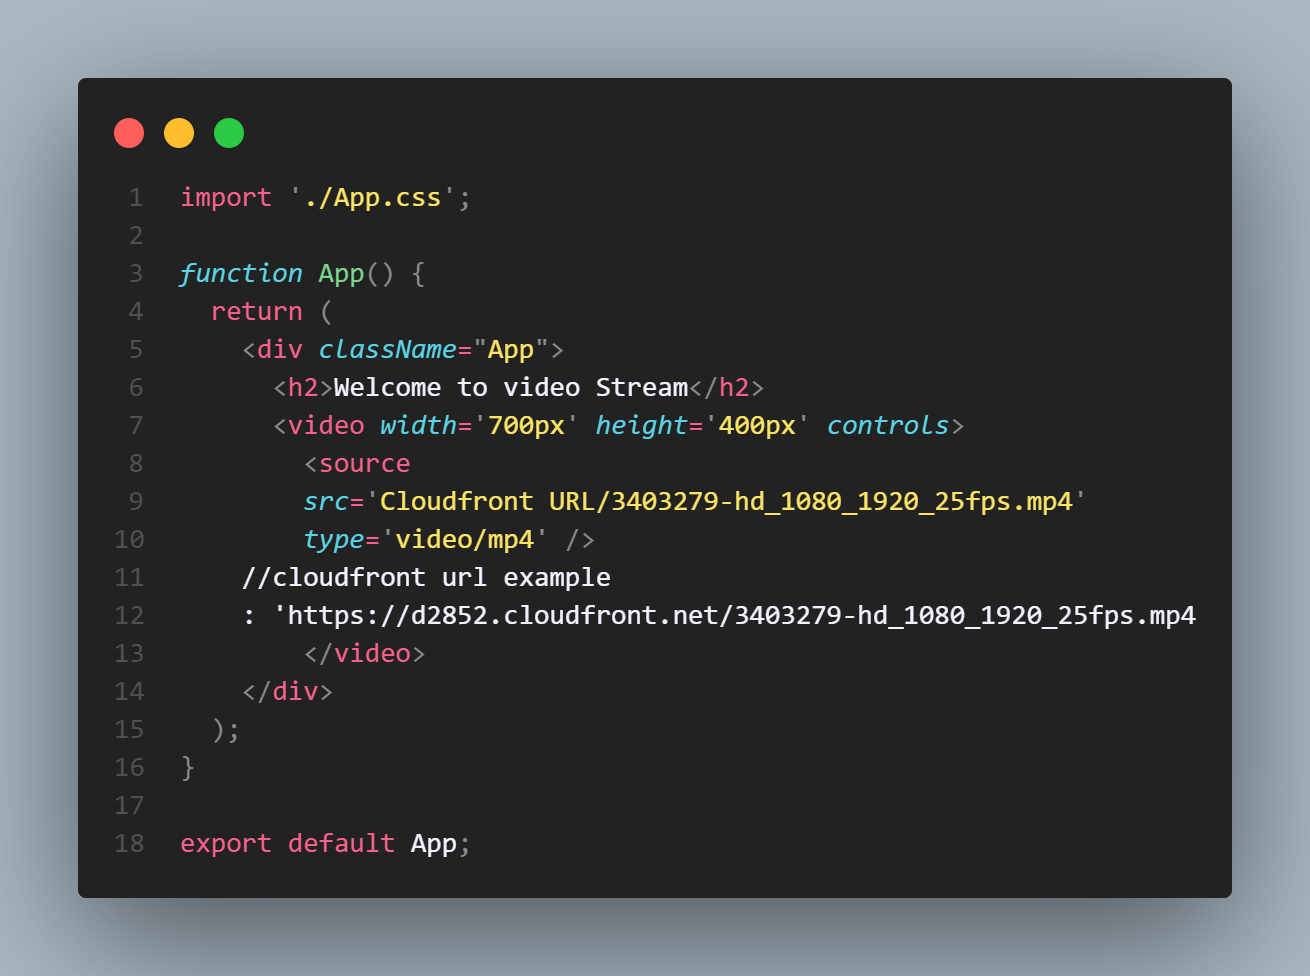 1 import './App.css';
2
3 function App() {
4   return (
5     <div className="App">
6       <h2>Welcome to video Stream</h2>
7       <video width='700px' height='400px' controls>
8         <source
9         src='Cloudfront URL/3403279-hd_1080_1920_25fps.mp4'
10         type='video/mp4' />
11     //cloudfront url example
12     : 'https://d2852.cloudfront.net/3403279-hd_1080_1920_25fps.mp4
13         </video>
14     </div>
15   );
16 }
17
18 export default App;